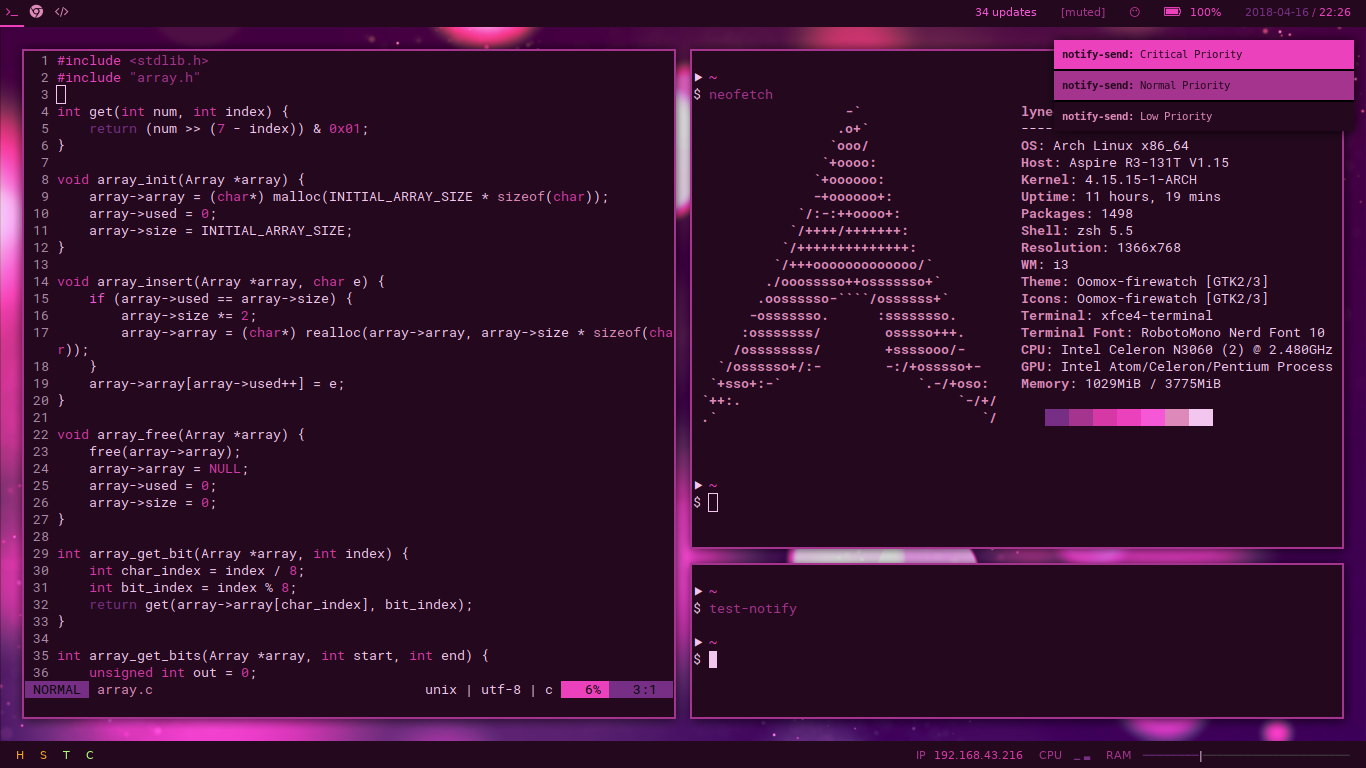 34 updates [muted] 100% 2018-04-16 / 22:26
1 #include <stdlib.h>
2 #include "array.h"
3
4 int get(int num, int index) {
5     return (num >> (7 - index)) & 0x01;
6 }
7
8 void array_init(Array *array) {
9     array->array = (char*) malloc(INITIAL_ARRAY_SIZE * sizeof(char));
10     array->used = 0;
11     array->size = INITIAL_ARRAY_SIZE;
12 }
13
14 void array_insert(Array *array, char e) {
15     if (array->used == array->size) {
16         array->size *= 2;
17         array->array = (char*) realloc(array->array, array->size * sizeof(cha
r));
18     }
19     array->array[array->used++] = e;
20 }
21
22 void array_free(Array *array) {
23     free(array->array);
24     array->array = NULL;
25     array->used = 0;
26     array->size = 0;
27 }
28
29 int array_get_bit(Array *array, int index) {
30     int char_index = index / 8;
31     int bit_index = index % 8;
32     return get(array->array[char_index], bit_index);
33 }
34
35 int array_get_bits(Array *array, int start, int end) {
36     unsigned int out = 0;
NORMAL array.c unix | utf-8 | c 6% 3:1
notify-send: Critical Priority
notify-send: Normal Priority
notify-send: Low Priority
~
$ neofetch
lyne
----
OS: Arch Linux x86_64
Host: Aspire R3-131T V1.15
Kernel: 4.15.15-1-ARCH
Uptime: 11 hours, 19 mins
Packages: 1498
Shell: zsh 5.5
Resolution: 1366x768
WM: i3
Theme: Oomox-firewatch [GTK2/3]
Icons: Oomox-firewatch [GTK2/3]
Terminal: xfce4-terminal
Terminal Font: RobotoMono Nerd Font 10
CPU: Intel Celeron N3060 (2) @ 2.480GHz
GPU: Intel Atom/Celeron/Pentium Process
Memory: 1029MiB / 3775MiB
-`
.o+`
`ooo/
`+oooo:
`+oooooo:
-+oooooo+:
`/:-:++oooo+:
`/++++/+++++++:
`/++++++++++++++:
`/+++ooooooooooooo/`
./ooosssso++osssssso+`
.oossssso-````/ossssss+`
-osssssso.      :ssssssso.
:osssssss/        osssso+++.
/ossssssss/        +ssssooo/-
`/ossssso+/:-        -:/+osssso+-
`+sso+:-`                 `.-/+oso:
`++:.                           `-/+/
.`                                 `/
~
$
~
$ test-notify
~
$
H S T C IP 192.168.43.216 CPU RAM